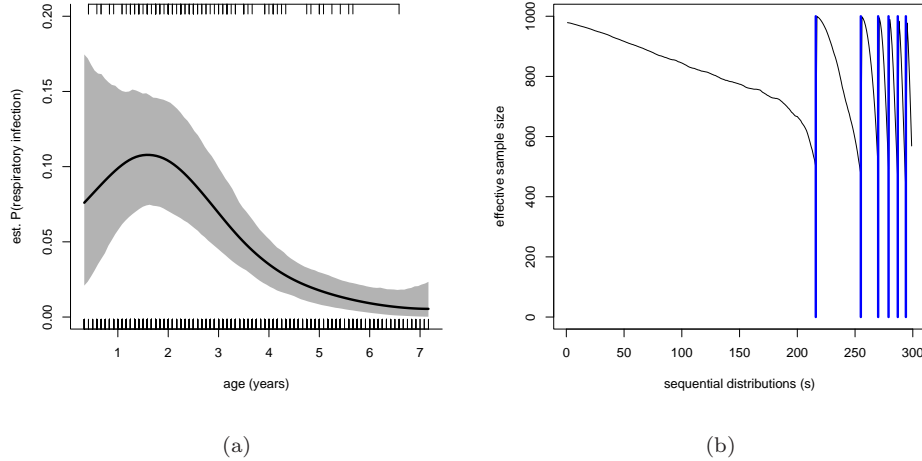 0.20
0.15
0.10
0.05
0.00
est. P(respiratory infection)
1 2 3 4 5 6 7
age (years)
(a)
1000
800
600
400
200
0
effective sample size
0 50 100 150 200 250 300
sequential distributions (s)
(b)